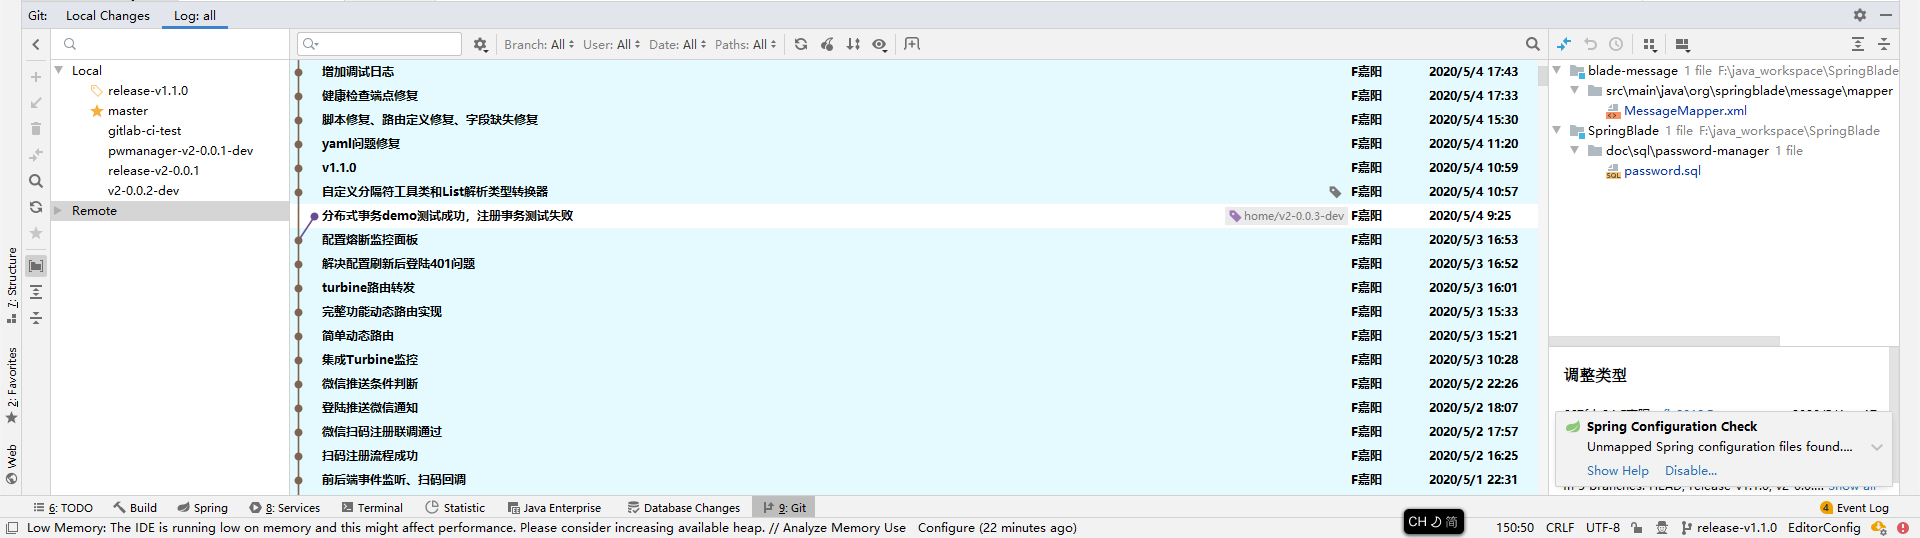 Git: Local Changes Log: all
Branch: All User: All Date: All Paths: All
Local
release-v1.1.0
master
gitlab-ci-test
pwmanager-v2-0.0.1-dev
release-v2-0.0.1
v2-0.0.2-dev
Remote
增加调试日志 F嘉阳 2020/5/4 17:43
健康检查端点修复 F嘉阳 2020/5/4 17:33
脚本修复、路由定义修复、字段缺失修复 F嘉阳 2020/5/4 15:30
yaml问题修复 F嘉阳 2020/5/4 11:20
v1.1.0 F嘉阳 2020/5/4 10:59
自定义分隔符工具类和List解析类型转换器 F嘉阳 2020/5/4 10:57
分布式事务demo测试成功，注册事务测试失败 home/v2-0.0.3-dev F嘉阳 2020/5/4 9:25
配置熔断监控面板 F嘉阳 2020/5/3 16:53
解决配置刷新后登陆401问题 F嘉阳 2020/5/3 16:52
turbine路由转发 F嘉阳 2020/5/3 16:01
完整功能动态路由实现 F嘉阳 2020/5/3 15:33
简单动态路由 F嘉阳 2020/5/3 15:21
集成Turbine监控 F嘉阳 2020/5/3 10:28
微信推送条件判断 F嘉阳 2020/5/2 22:26
登陆推送微信通知 F嘉阳 2020/5/2 18:07
微信扫码注册联调通过 F嘉阳 2020/5/2 17:57
扫码注册流程成功 F嘉阳 2020/5/2 16:25
前后端事件监听、扫码回调 F嘉阳 2020/5/1 22:31
blade-message 1 file F:\java_workspace\SpringBlade
src\main\java\org\springblade\message\mapper
MessageMapper.xml
SpringBlade 1 file F:\java_workspace\SpringBlade
doc\sql\password-manager 1 file
password.sql
调整类型
Spring Configuration Check
Unmapped Spring configuration files found....
Show Help Disable...
7: Structure
2: Favorites
Web
6: TODO Build Spring 8: Services Terminal Statistic Java Enterprise Database Changes 9: Git 4 Event Log
Low Memory: The IDE is running low on memory and this might affect performance. Please consider increasing available heap. // Analyze Memory Use Configure (22 minutes ago)
CH 简
150:50 CRLF UTF-8 release-v1.1.0 EditorConfig